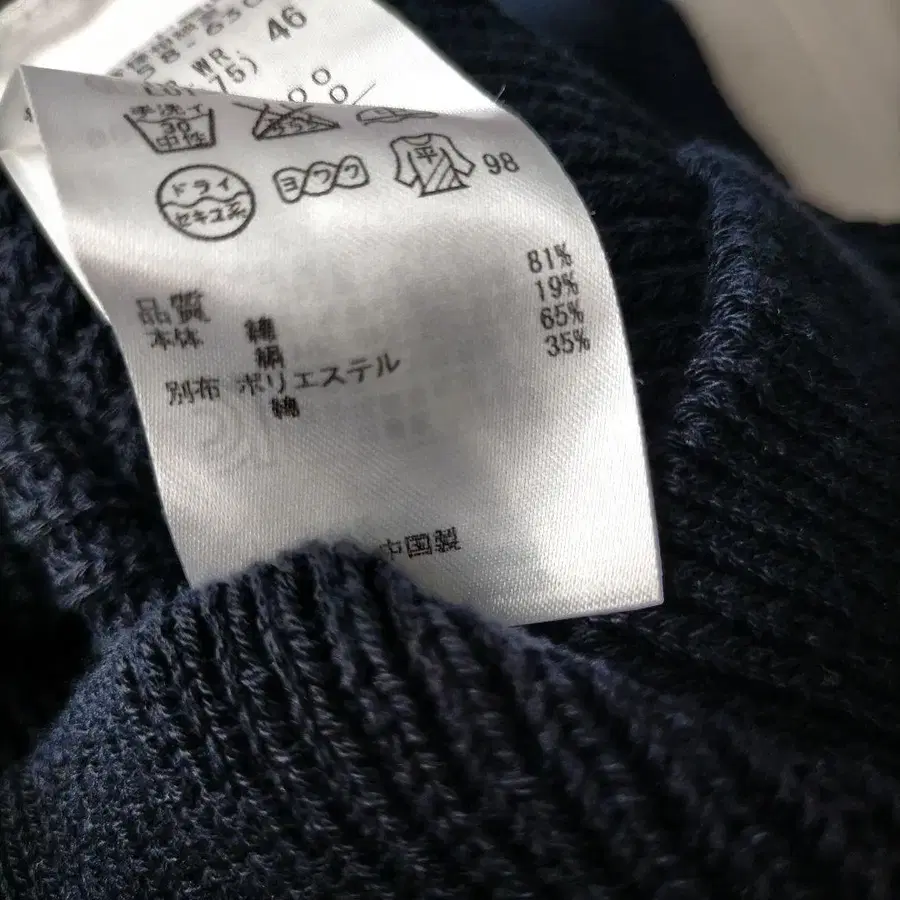 46
WR
75)
手洗イ
30
中性
ドライ
セキユ系
ヨワク
平
98
品質
本体 綿 81%
絹 19%
別布 ポリエステル 65%
綿 35%
中国製